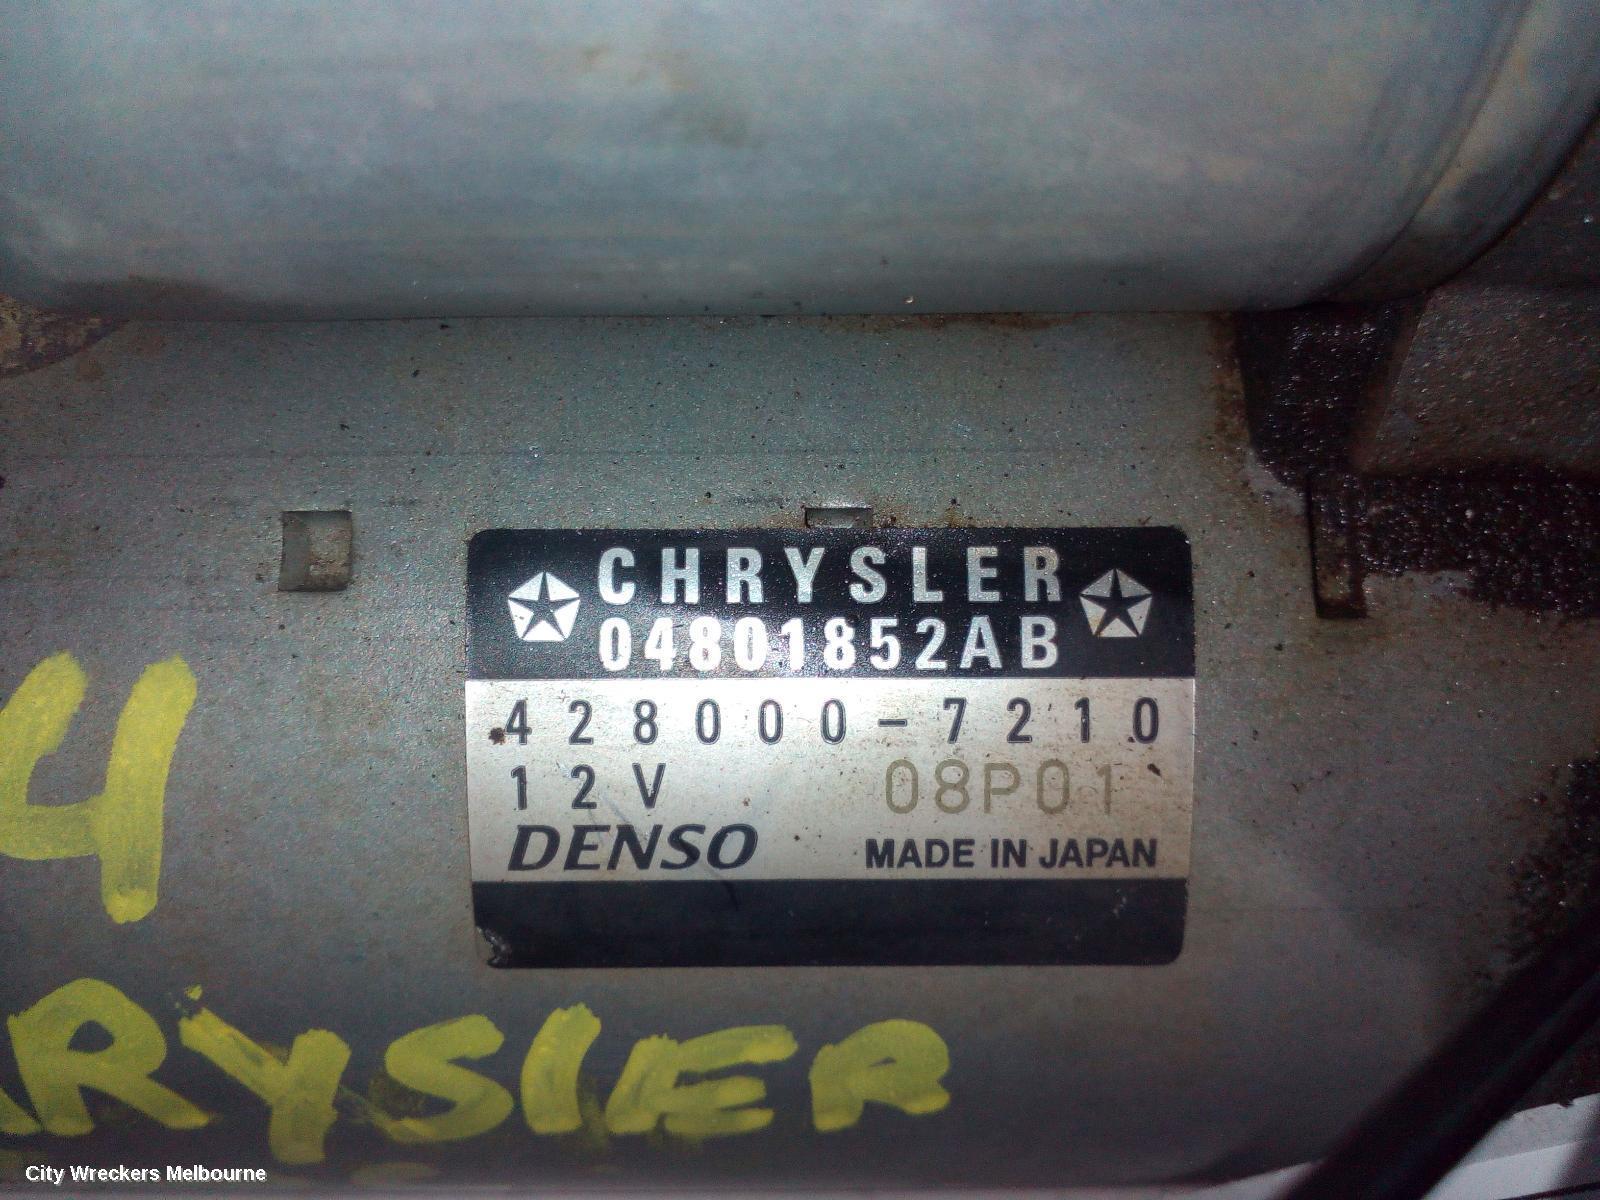 CHRYSLER
04801852AB
428000-7210
12V 08P01
DENSO MADE IN JAPAN
4
RYSLER
City Wreckers Melbourne